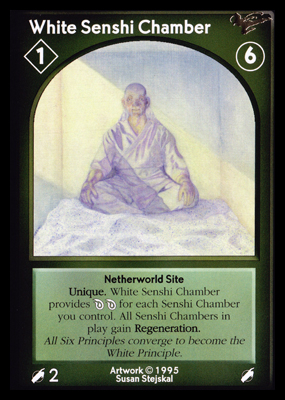 White Senshi Chamber
1
6
Netherworld Site
Unique. White Senshi Chamber
provides for each Senshi Chamber
you control. All Senshi Chambers in
play gain Regeneration.
All Six Principles converge to become the
White Principle.
2
Artwork © 1995
Susan Stejskal